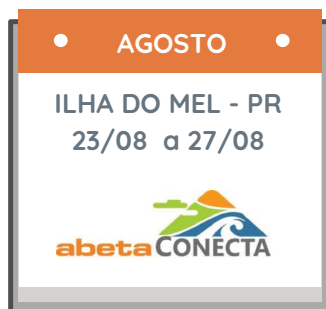 AGOSTO
ILHA DO MEL - PR
23/08 a 27/08
abetaCONECTA